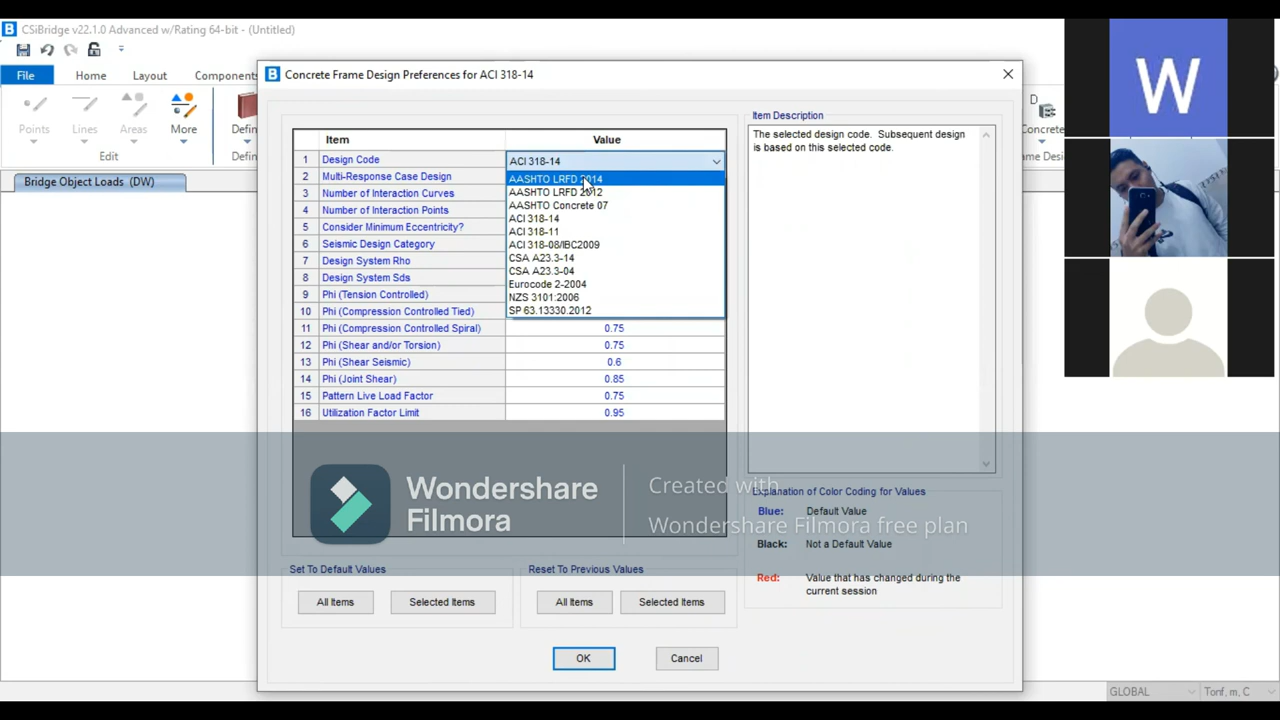 CSiBridge v22.1.0 Advanced w/Rating 64-bit - (Untitled)
File
Home
Layout
Components
Points
Lines
Areas
More
Edit
Bridge Object Loads (DW)
Concrete Frame Design Preferences for ACI 318-14
Item
Value
1 Design Code ACI 318-14
2 Multi-Response Case Design
3 Number of Interaction Curves
4 Number of Interaction Points
5 Consider Minimum Eccentricity?
6 Seismic Design Category
7 Design System Rho
8 Design System Sds
9 Phi (Tension Controlled)
10 Phi (Compression Controlled Tied)
11 Phi (Compression Controlled Spiral) 0.75
12 Phi (Shear and/or Torsion) 0.75
13 Phi (Shear Seismic) 0.6
14 Phi (Joint Shear) 0.85
15 Pattern Live Load Factor 0.75
16 Utilization Factor Limit 0.95
AASHTO LRFD 2014
AASHTO LRFD 2012
AASHTO Concrete 07
ACI 318-14
ACI 318-11
ACI 318-08/IBC2009
CSA A23.3-14
CSA A23.3-04
Eurocode 2-2004
NZS 3101:2006
SP 63.13330.2012
Item Description
The selected design code. Subsequent design
is based on this selected code.
Explanation of Color Coding for Values
Blue: Default Value
Black: Not a Default Value
Red: Value that has changed during the
current session
Set To Default Values
All Items
Selected Items
Reset To Previous Values
All Items
Selected Items
OK
Cancel
Wondershare
Filmora
Created with
Wondershare Filmora free plan
W
GLOBAL
Tonf, m, C